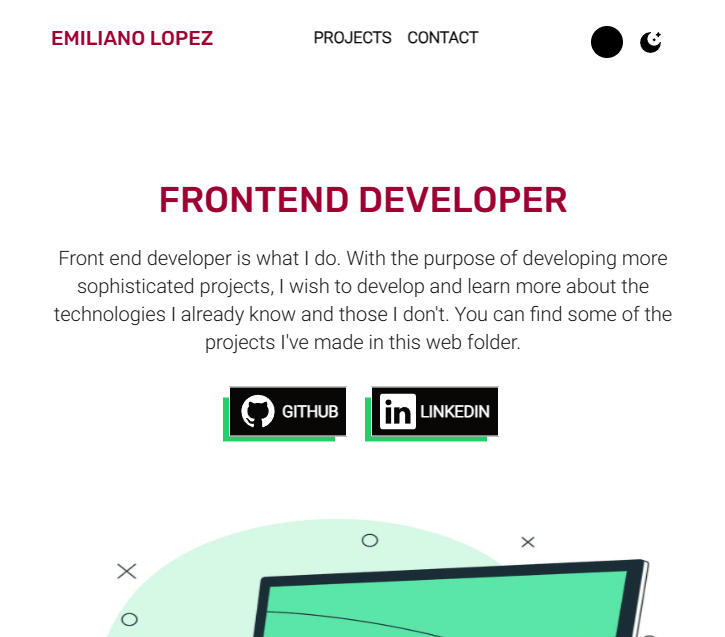 EMILIANO LOPEZ
PROJECTS CONTACT
FRONTEND DEVELOPER
Front end developer is what I do. With the purpose of developing more
sophisticated projects, I wish to develop and learn more about the
technologies I already know and those I don't. You can find some of the
projects I've made in this web folder.
GITHUB
in LINKEDIN